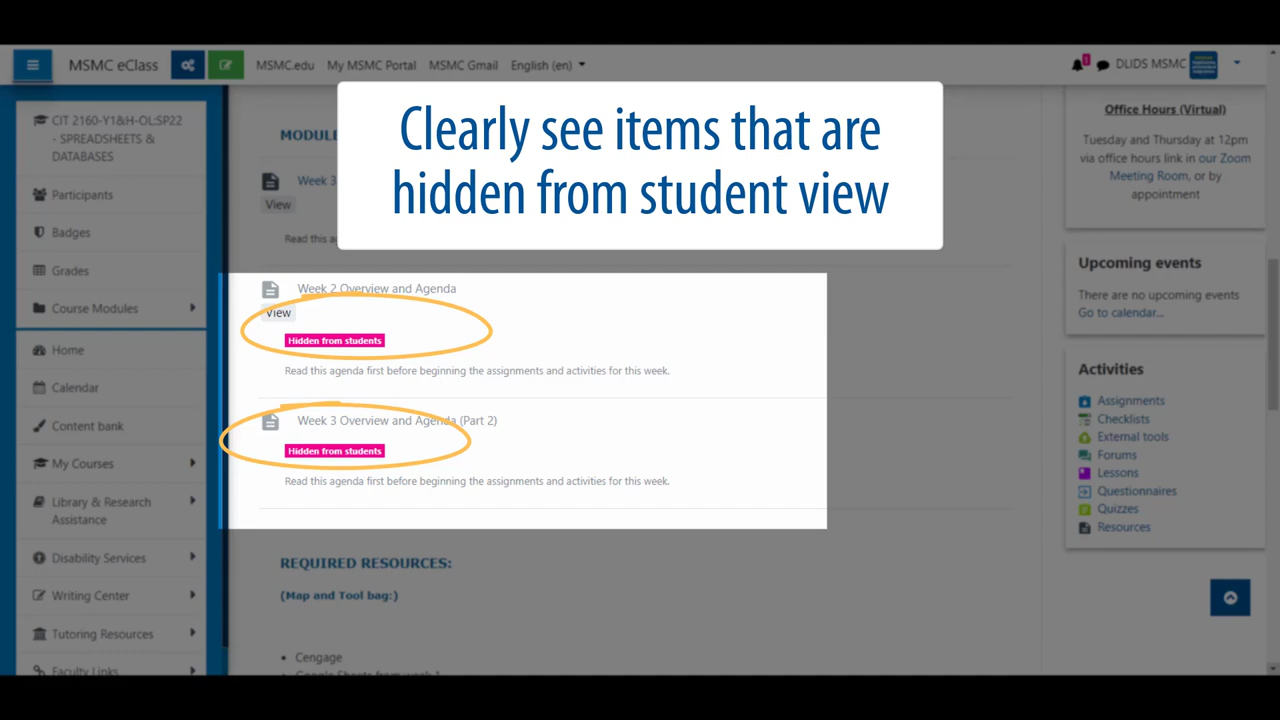 MSMC eClass
MSMC.edu
My MSMC Portal
MSMC Gmail
English (en)
1
DLIDS MSMC
Clearly see items that are
hidden from student view
CIT 2160-Y1&H-OL:SP22
- SPREADSHEETS &
DATABASES
Participants
Badges
Grades
Course Modules
Home
Calendar
Content bank
My Courses
Library & Research
Assistance
Disability Services
Writing Center
Tutoring Resources
Faculty Links
MODUL
Week 3
View
Read this a
Week 2 Overview and Agenda
View
Hidden from students
Read this agenda first before beginning the assignments and activities for this week.
Week 3 Overview and Agenda (Part 2)
Hidden from students
Read this agenda first before beginning the assignments and activities for this week.
REQUIRED RESOURCES:
(Map and Tool bag:)
• Cengage
Office Hours (Virtual)
Tuesday and Thursday at 12pm
via office hours link in our Zoom
Meeting Room, or by
appointment
Upcoming events
There are no upcoming events
Go to calendar...
Activities
Assignments
Checklists
External tools
Forums
Lessons
Questionnaires
Quizzes
Resources